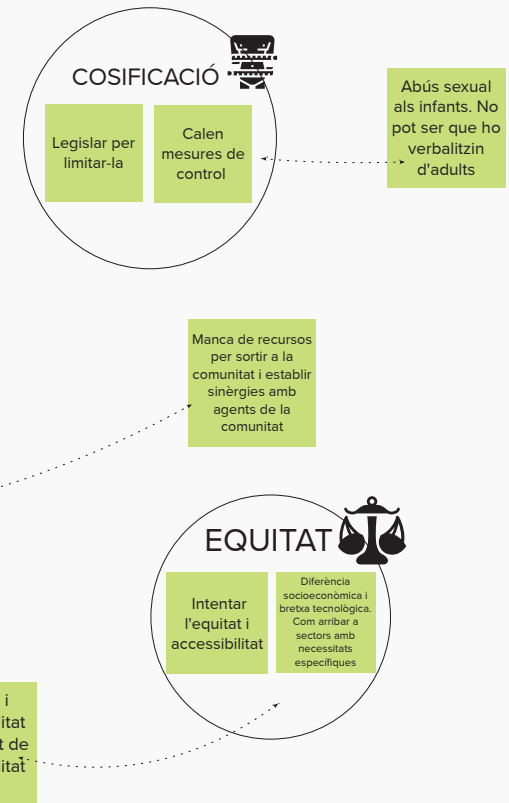 COSIFICACIÓ
Legislar per
limitar-la
Calen
mesures de
control
Abús sexual
als infants. No
pot ser que ho
verbalitzin
d'adults
Manca de recursos
per sortir a la
comunitat i establir
sinèrgies amb
agents de la
comunitat
EQUITAT
Intentar
l'equitat i
accessibilitat
Diferència
socioeconòmica i
bretxa tecnològica.
Com arribar a
sectors amb
necessitats
específiques
i
itat
t de
itat